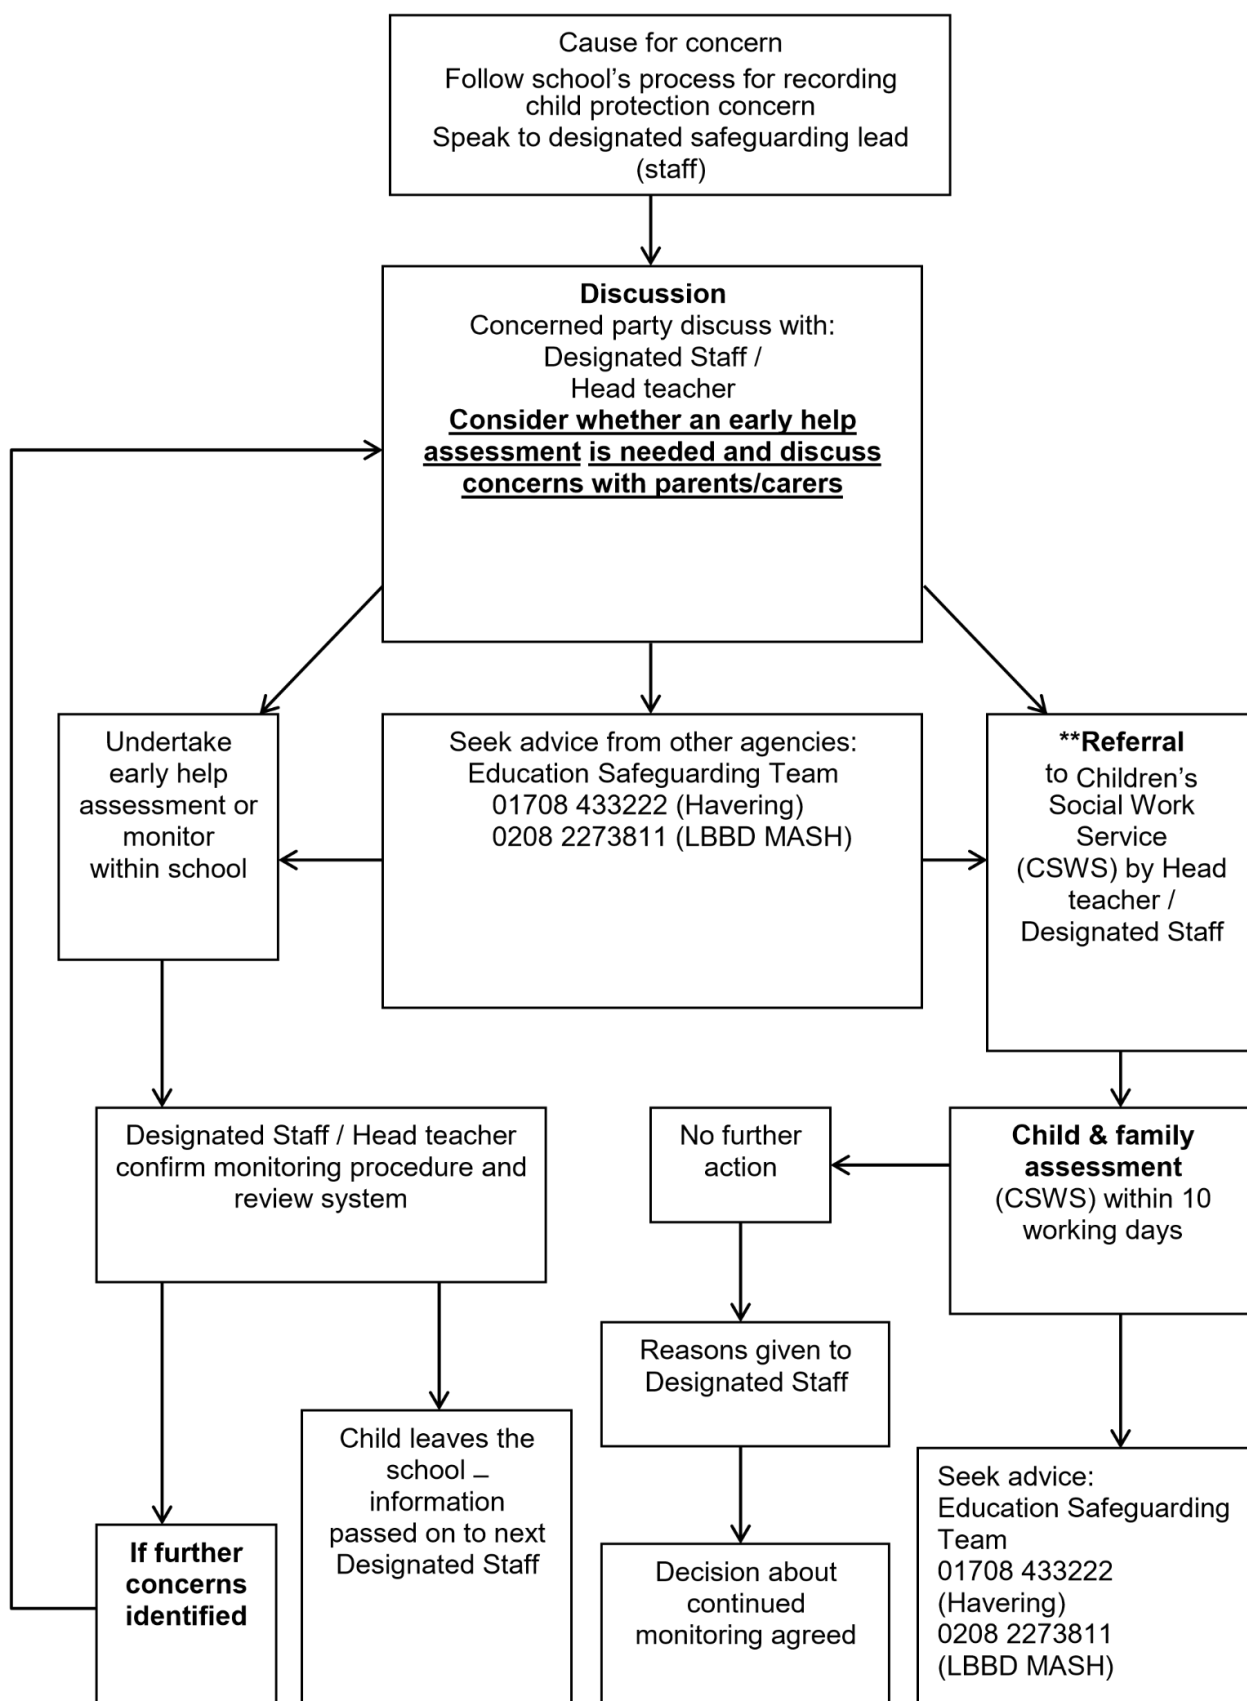 Cause for concern
Follow school's process for recording
child protection concern
Speak to designated safeguarding lead
(staff)
Discussion
Concerned party discuss with:
Designated Staff /
Head teacher
Consider whether an early help
assessment is needed and discuss
concerns with parents/carers
Undertake
early help
assessment or
monitor
within school
Seek advice from other agencies:
Education Safeguarding Team
01708 433222 (Havering)
0208 2273811 (LBBD MASH)
**Referral
to Children's
Social Work
Service
(CSWS) by Head
teacher /
Designated Staff
Designated Staff / Head teacher
confirm monitoring procedure and
review system
No further
action
Child & family
assessment
(CSWS) within 10
working days
Reasons given to
Designated Staff
Child leaves the
school –
information
passed on to next
Designated Staff
If further
concerns
identified
Decision about
continued
monitoring agreed
Seek advice:
Education Safeguarding
Team
01708 433222
(Havering)
0208 2273811
(LBBD MASH)